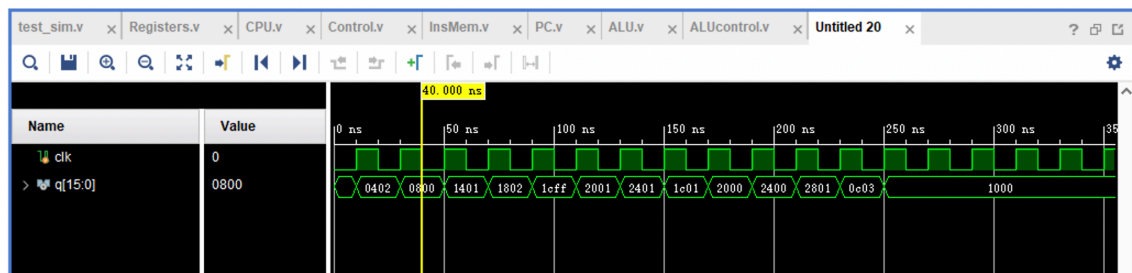 test_sim.v × Registers.v × CPU.v × Control.v × InsMem.v × PC.v × ALU.v × ALUcontrol.v × Untitled 20 × ?
40.000 ns
Name Value
0 ns 50 ns 100 ns 150 ns 200 ns 250 ns 300 ns 35
clk 0
q[15:0] 0800 0402 0800 1401 1802 1cff 2001 2401 1c01 2000 2400 2801 0c03 1000